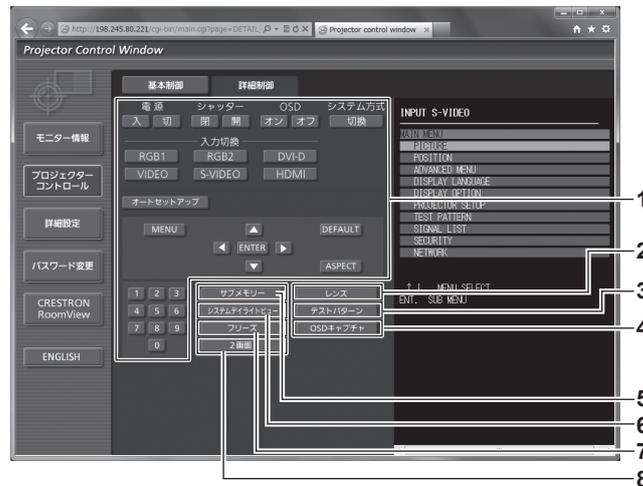 http://198.245.80.221/cgi-bin/main.cgi?page=DETAIL_
Projector control window
Projector Control Window
基本制御 詳細制御
電源 シャッター OSD システム方式
入 切 閉 開 オン オフ 切換
入力切換
RGB1 RGB2 DVI-D
VIDEO S-VIDEO HDMI
オートセットアップ
MENU DEFAULT
ENTER
ASPECT
1 2 3 サブメモリー レンズ
4 5 6 システムデイライトビュー テストパターン
7 8 9 フリーズ OSDキャプチャ
0 2画面
モニター情報
プロジェクター
コントロール
詳細設定
パスワード変更
CRESTRON
RoomView
ENGLISH
INPUT S-VIDEO
MAIN MENU
PICTURE
POSITION
ADVANCED MENU
DISPLAY LANGUAGE
DISPLAY OPTION
PROJECTOR SETUP
TEST PATTERN
SIGNAL LIST
SECURITY
NETWORK
MENU SELECT
ENT. SUB MENU
1
2
3
4
5
6
7
8